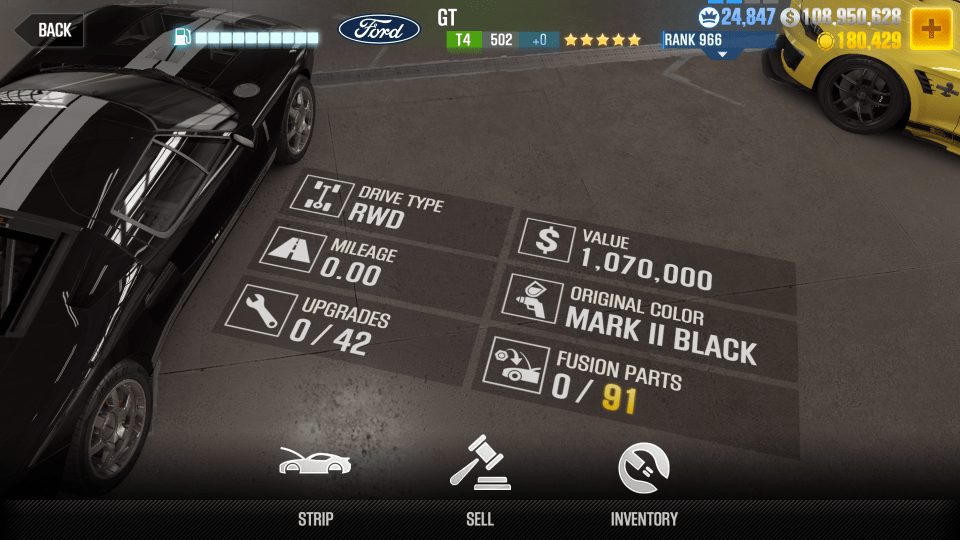 BACK
Ford
GT
T4 502 +0
24,847 $ 108,950,628
RANK 966
180,429
+
DRIVE TYPE
RWD
MILEAGE
0.00
UPGRADES
0 / 42
$
VALUE
1,070,000
ORIGINAL COLOR
MARK II BLACK
FUSION PARTS
0 / 91
STRIP
SELL
INVENTORY